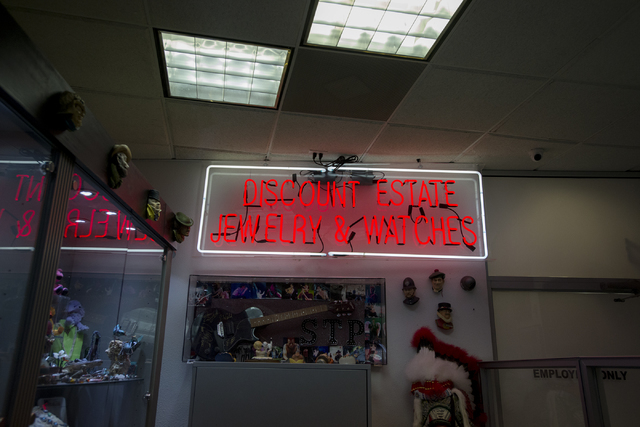 DISCOUNT ESTATE
JEWELRY & WATCHES
STP
EMPLOY ONLY